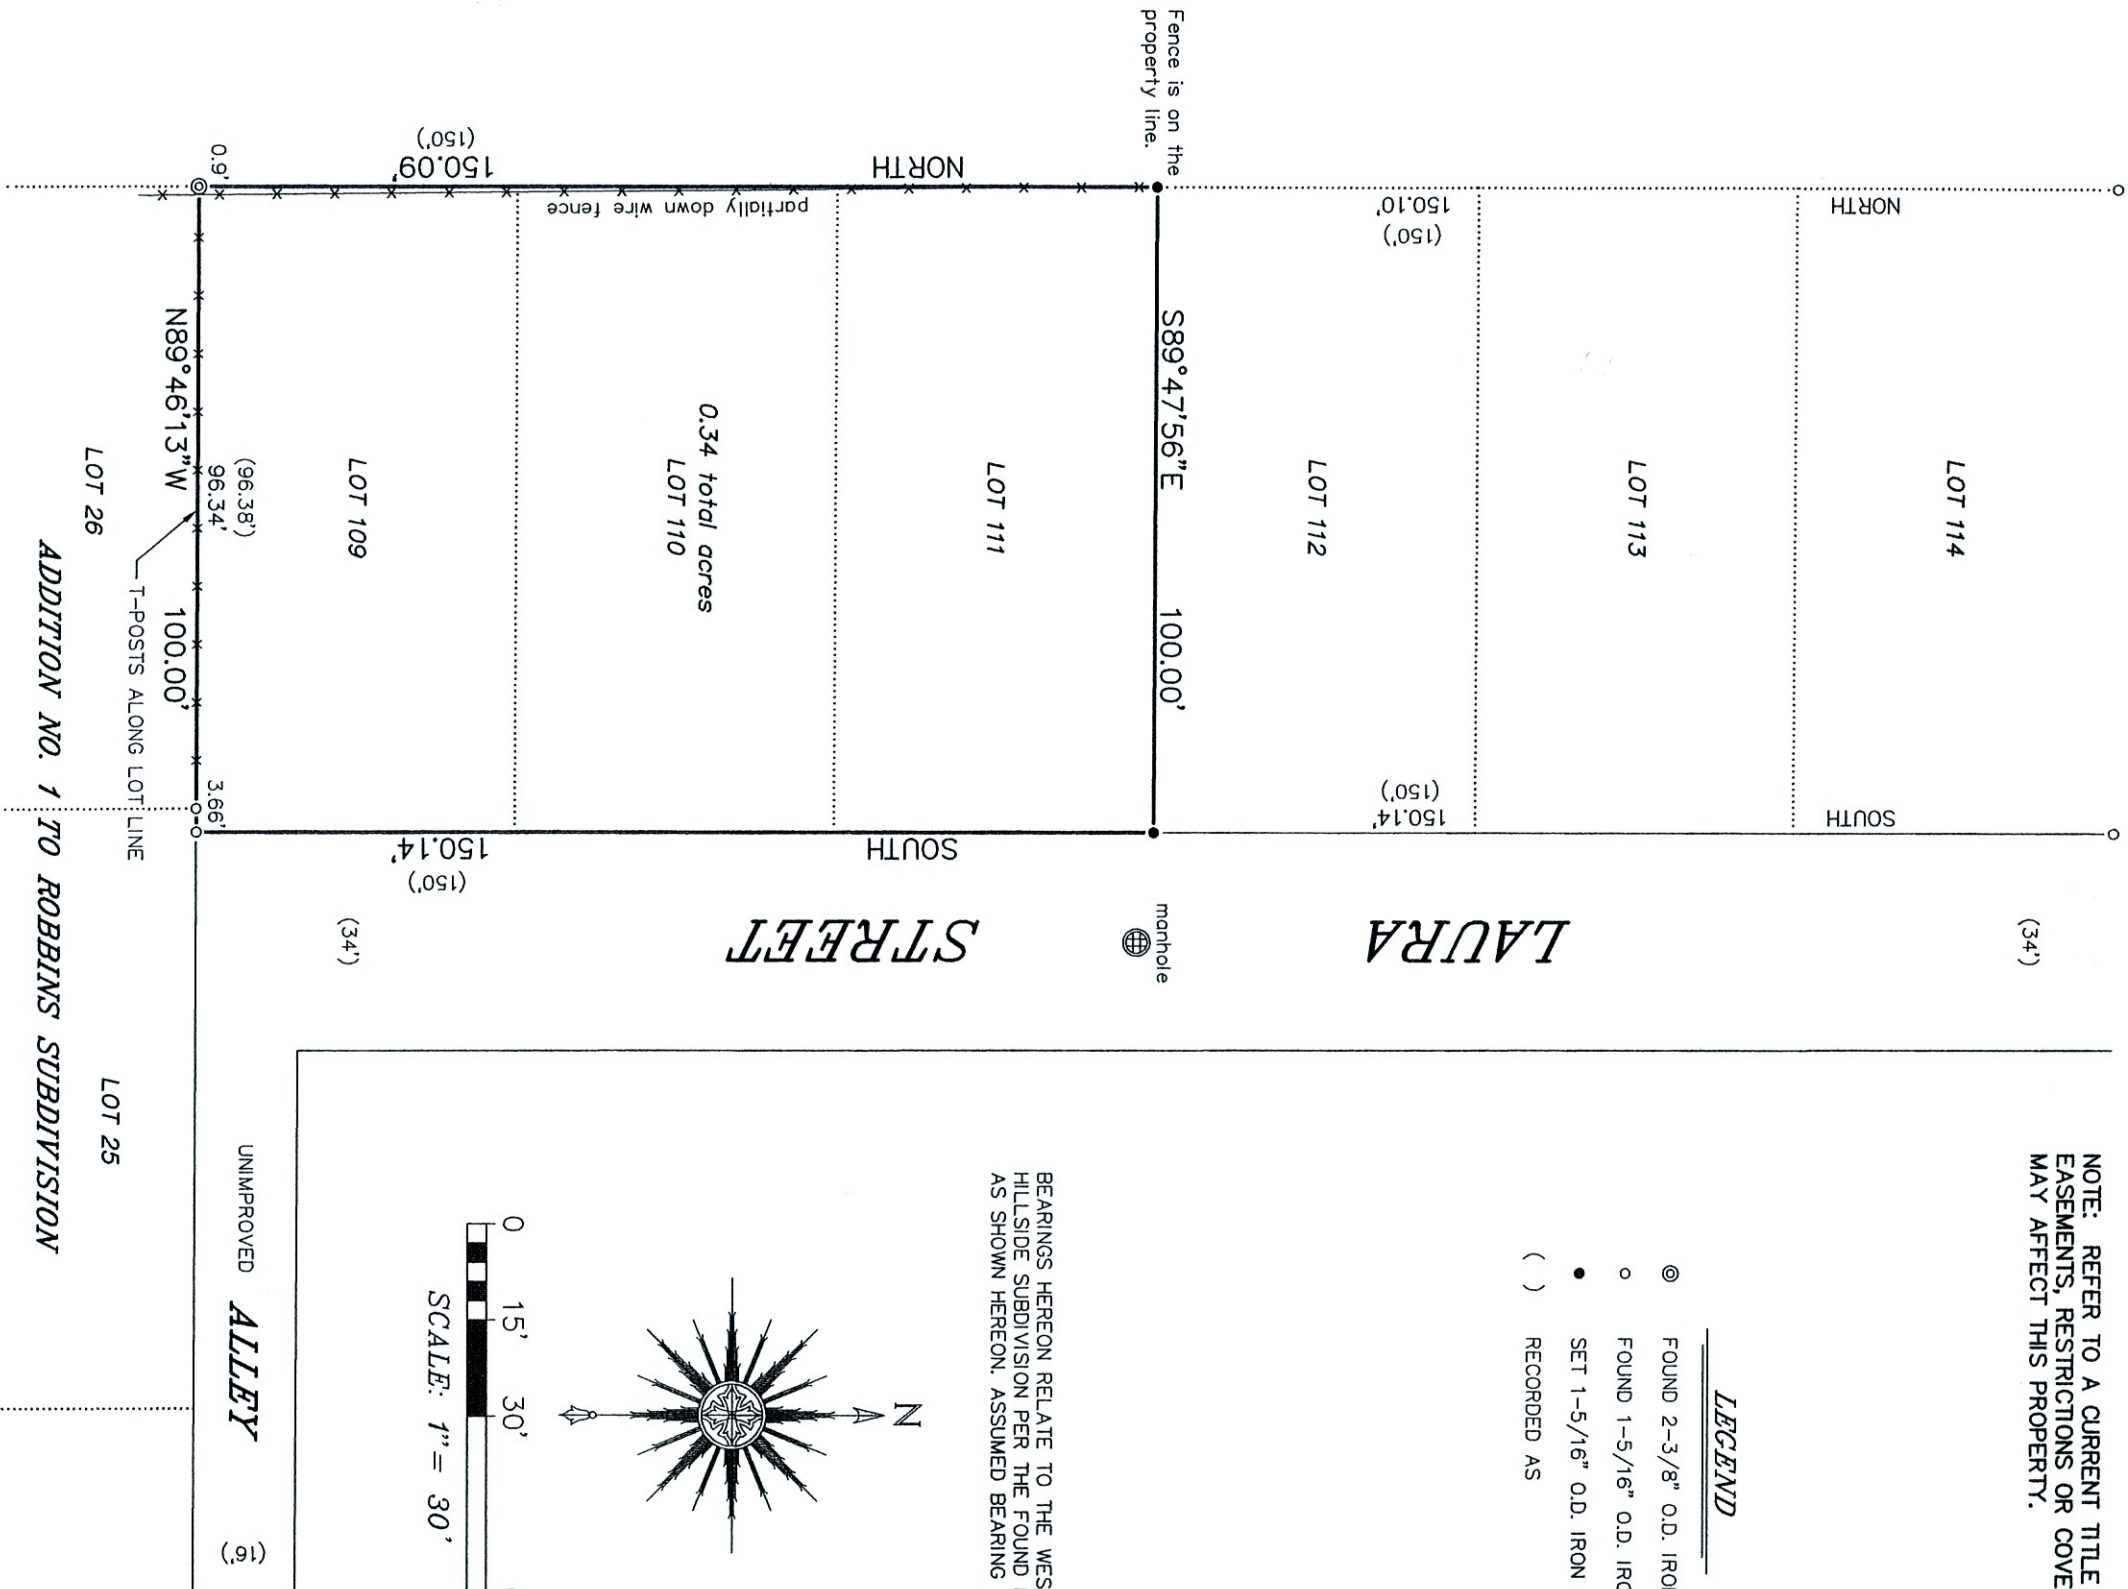 Fence is on the
property line.
LOT 114
LOT 113
LOT 112
NORTH
150.10'
(150')
SOUTH
150.14'
(150')
S89°47'56"E 100.00'
LOT 111
0.34 total acres
LOT 110
LOT 109
NORTH
150.09'
(150')
partially down wire fence
0.9'
SOUTH
150.14'
(150')
(96.38')
96.34'
3.66'
N89°46'13"W 100.00'
T-POSTS ALONG LOT LINE
LOT 26
LOT 25
ADDITION NO. 1 TO ROBBINS SUBDIVISION
LAURA STREET
(34')
(34')
manhole
UNIMPROVED ALLEY (16')
NOTE: REFER TO A CURRENT TITLE
EASEMENTS, RESTRICTIONS OR COVE
MAY AFFECT THIS PROPERTY.
LEGEND
FOUND 2-3/8" O.D. IRO
FOUND 1-5/16" O.D. IRO
SET 1-5/16" O.D. IRON
( ) RECORDED AS
BEARINGS HEREON RELATE TO THE WES
HILLSIDE SUBDIVISION PER THE FOUND
AS SHOWN HEREON. ASSUMED BEARING
N
0 15' 30'
SCALE: 1"= 30'